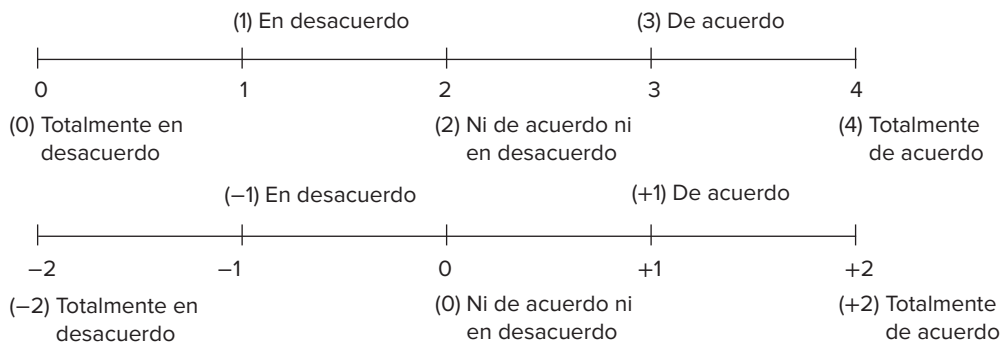 (1) En desacuerdo (3) De acuerdo
0 1 2 3 4
(0) Totalmente en (2) Ni de acuerdo ni (4) Totalmente
desacuerdo en desacuerdo de acuerdo
(−1) En desacuerdo (+1) De acuerdo
−2 −1 0 +1 +2
(−2) Totalmente en (0) Ni de acuerdo ni (+2) Totalmente
desacuerdo en desacuerdo de acuerdo